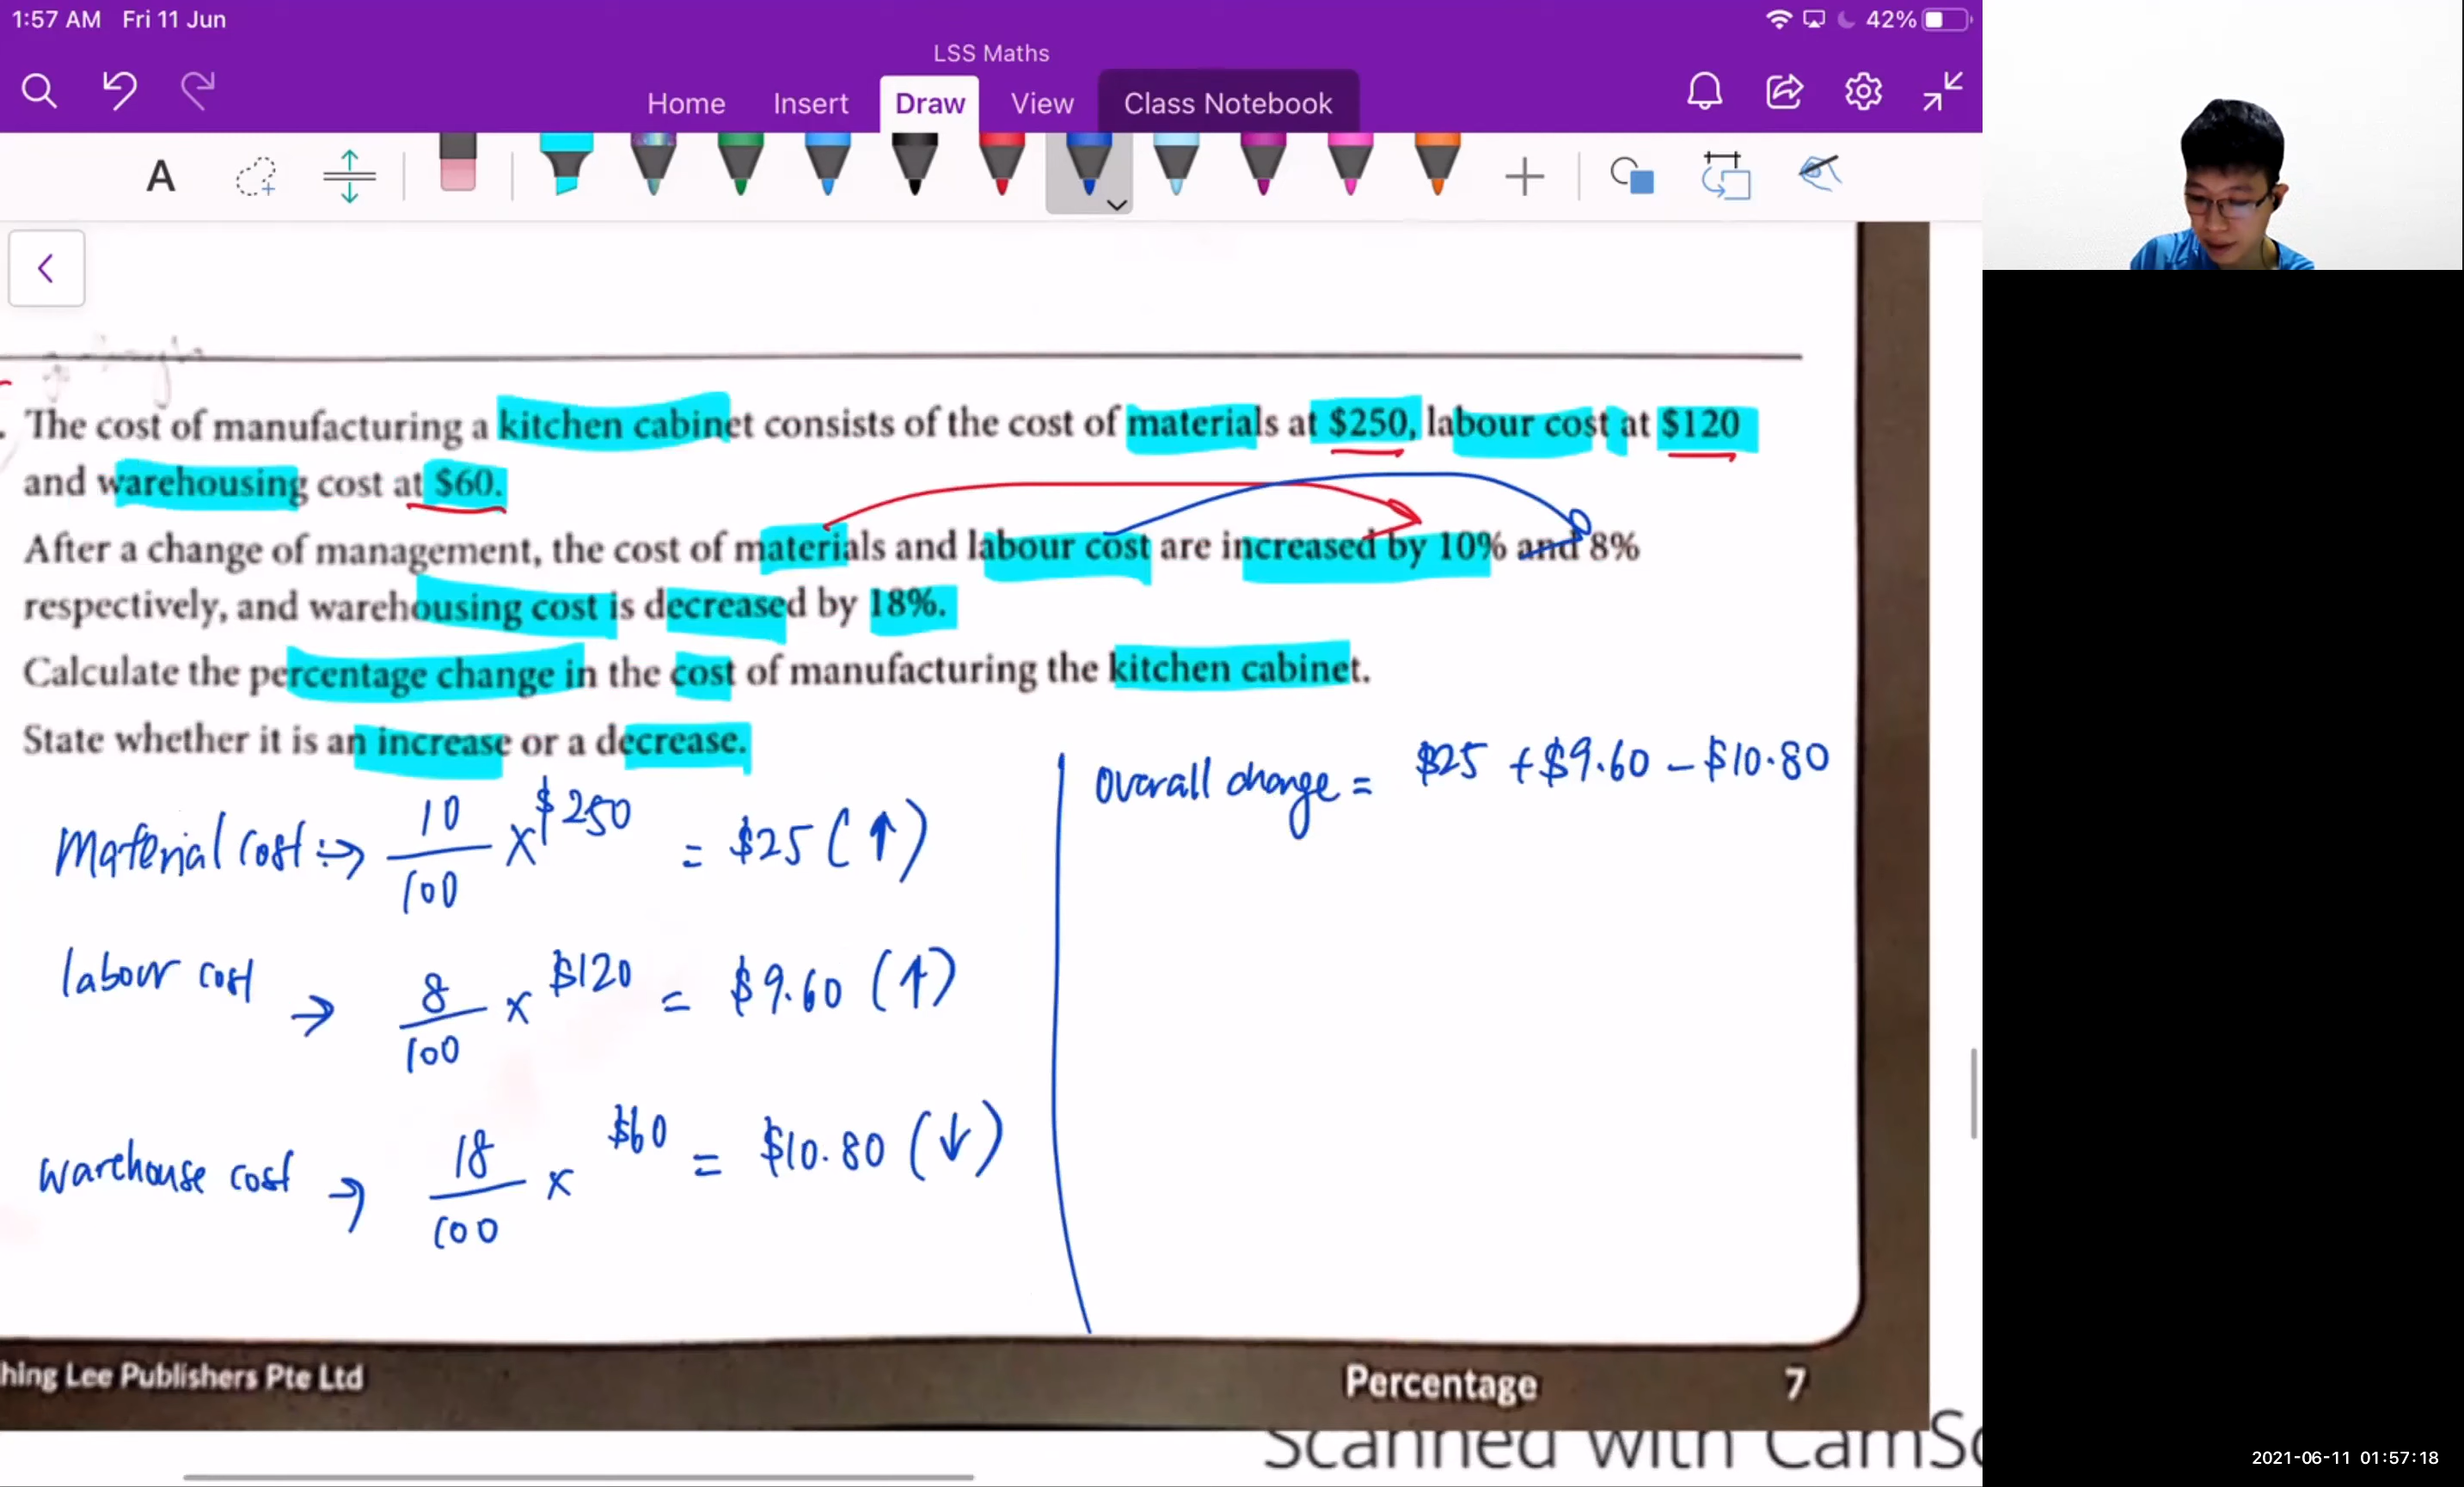 1:57 AM Fri 11 Jun
42%
LSS Maths
Home Insert Draw View Class Notebook
A
. The cost of manufacturing a kitchen cabinet consists of the cost of materials at $250, labour cost at $120
and warehousing cost at $60.
After a change of management, the cost of materials and labour cost are increased by 10% and 8%
respectively, and warehousing cost is decreased by 18%.
Calculate the percentage change in the cost of manufacturing the kitchen cabinet.
State whether it is an increase or a decrease.
Overall change = $25 + $9.60 - $10.80
Material cost → 10/100 × $250 = $25 (↑)
labour cost → 8/100 × $120 = $9.60 (↑)
warehouse cost → 18/100 × $60 = $10.80 (↓)
hing Lee Publishers Pte Ltd
Percentage 7
Scanned with CamSc
2021-06-11 01:57:18